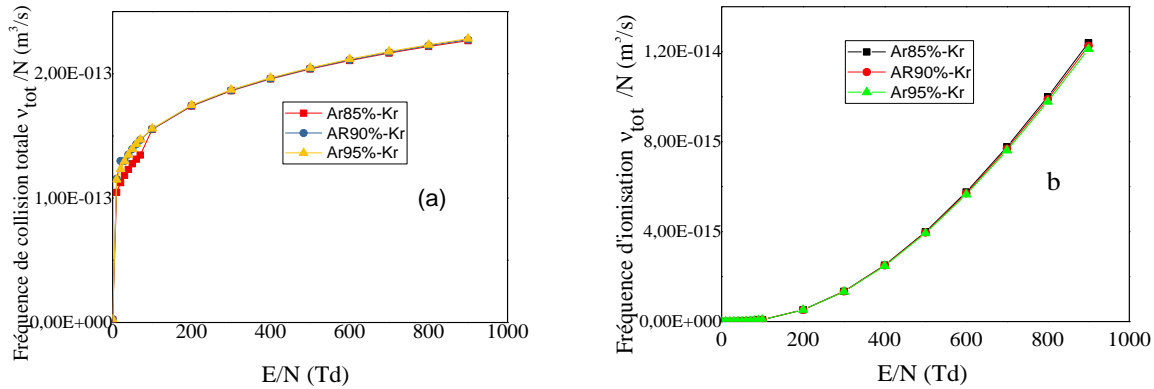 Fréquence de collision totale ν_tot /N (m³/s)
2,00E-013
1,00E-013
0,00E+000
Ar85%-Kr
AR90%-Kr
Ar95%-Kr
(a)
0 200 400 600 800 1000
E/N (Td)
Fréquence d'ionisation ν_tot /N (m³/s)
1,20E-014
8,00E-015
4,00E-015
0,00E+000
Ar85%-Kr
AR90%-Kr
Ar95%-Kr
b
0 200 400 600 800 1000
E/N (Td)